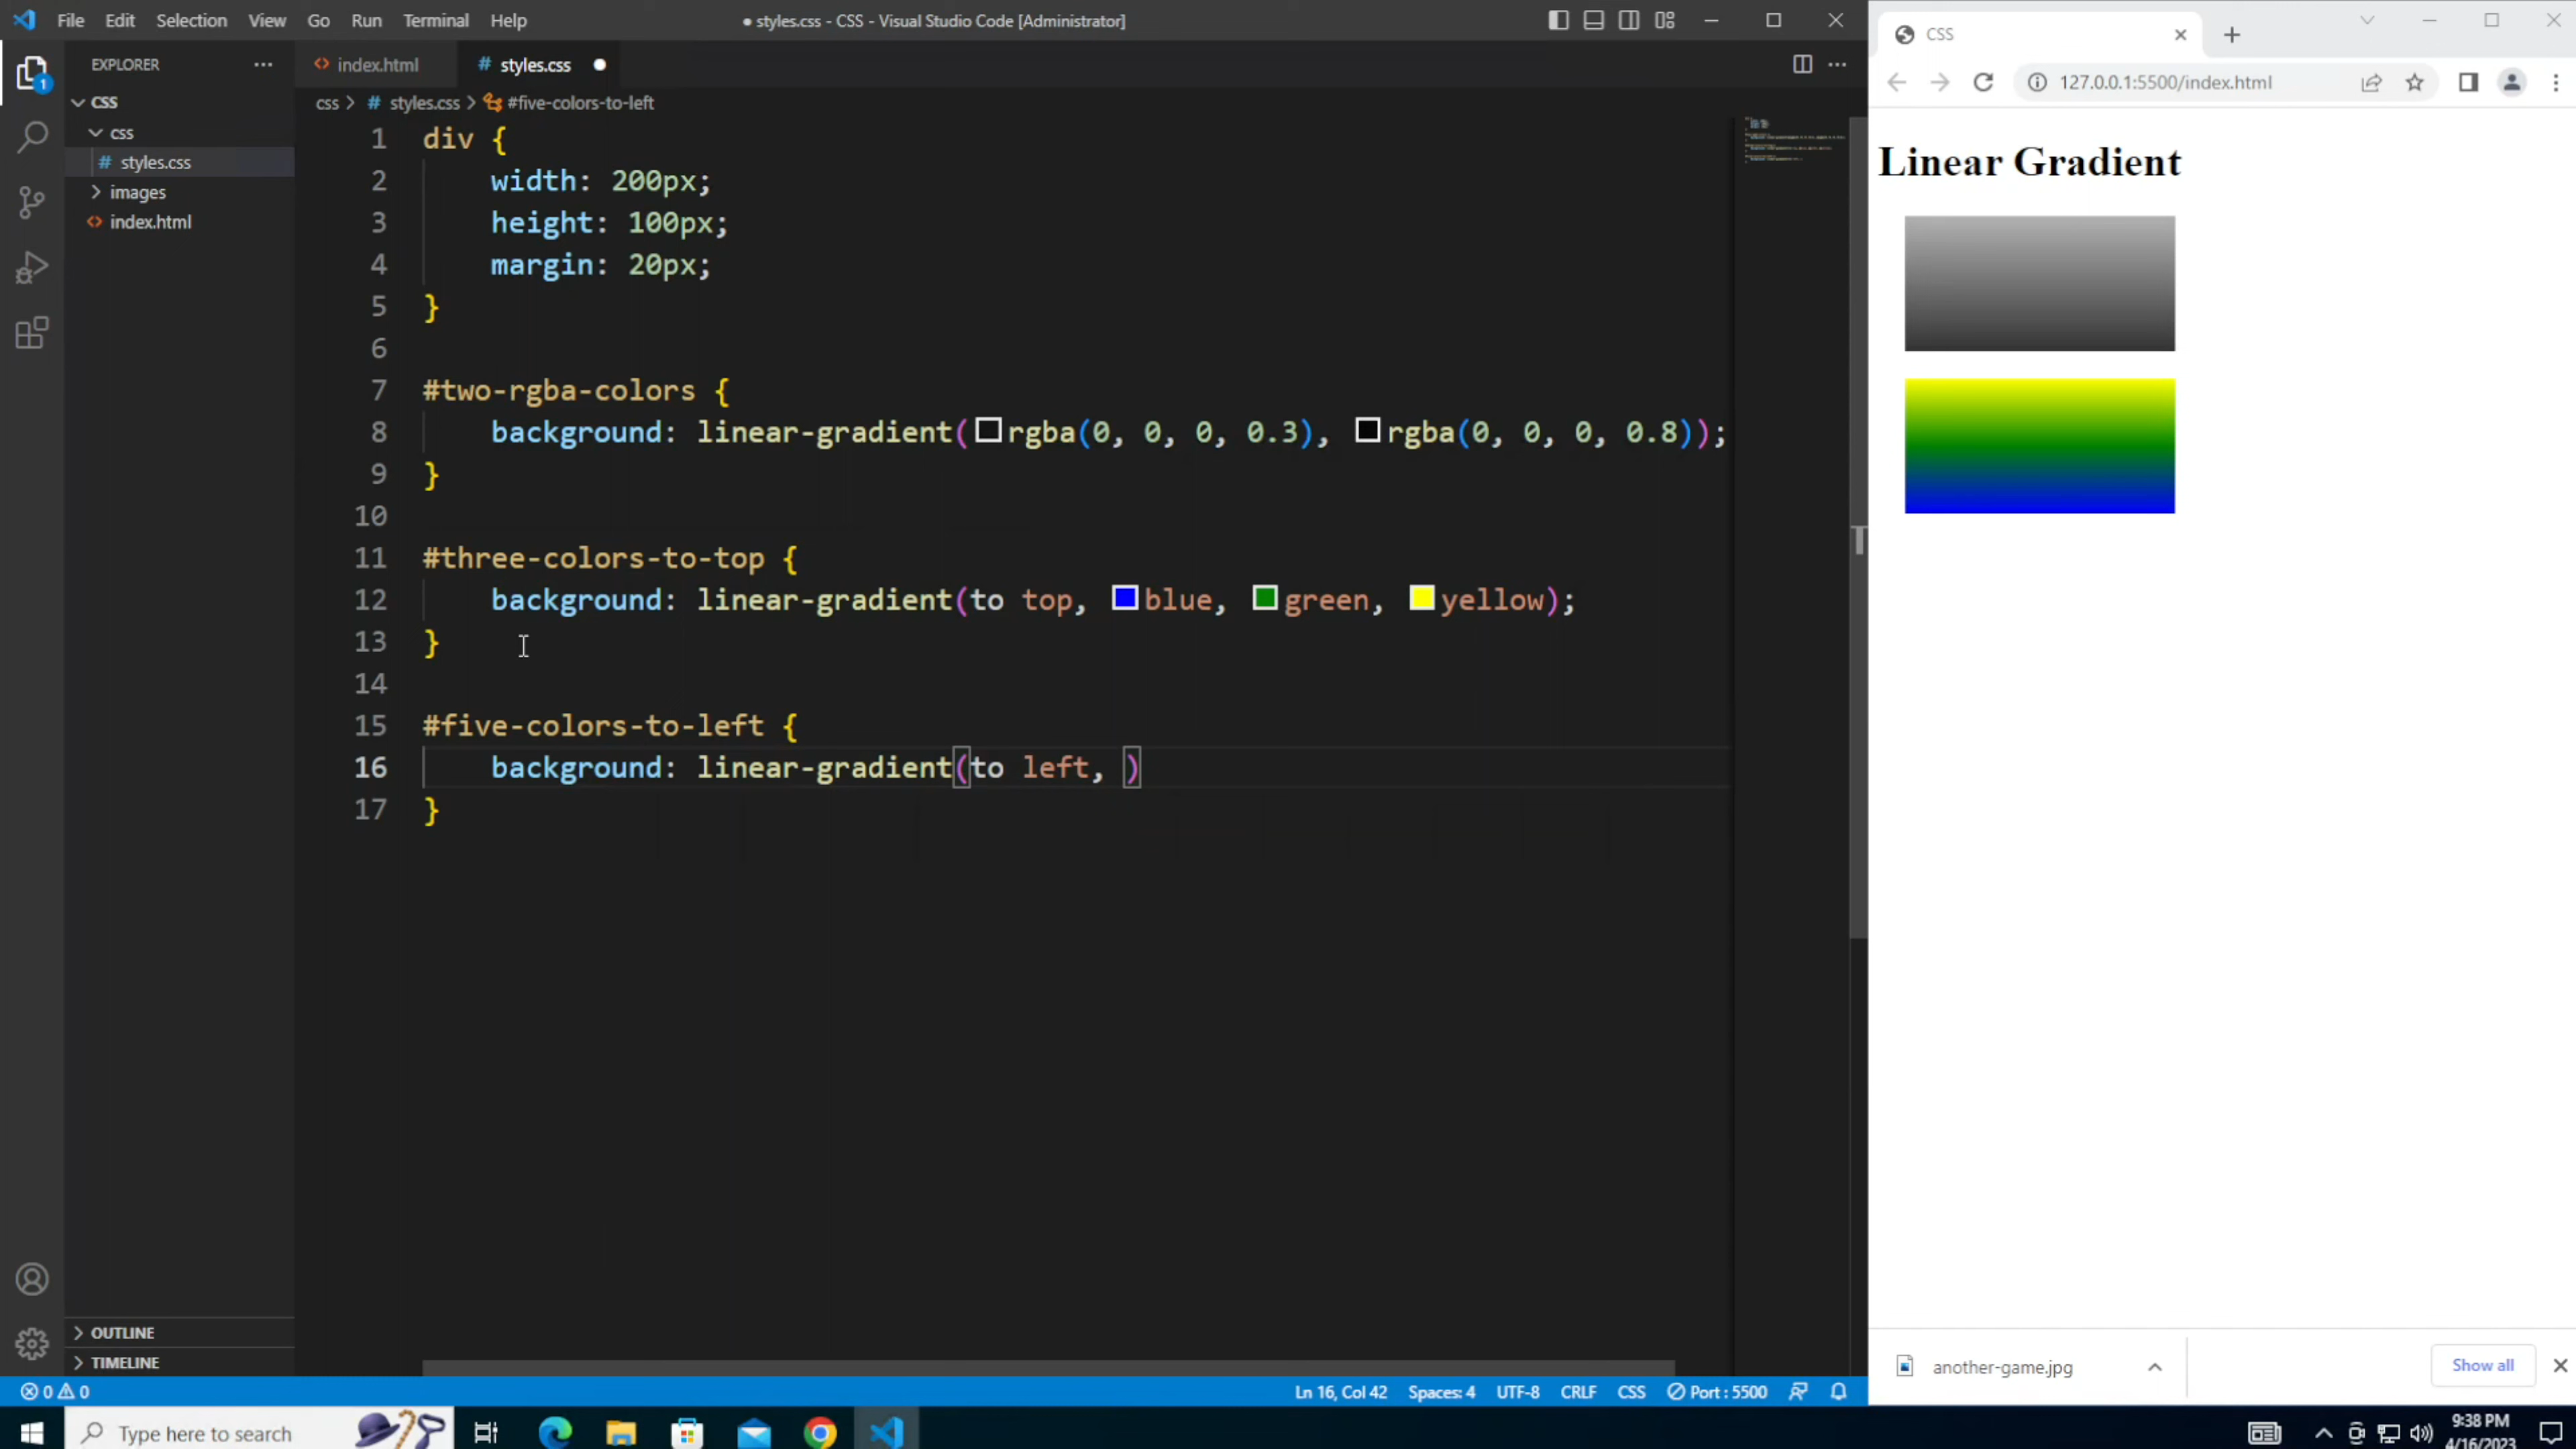 File Edit Selection View Go Run Terminal Help
● styles.css - CSS - Visual Studio Code [Administrator]
EXPLORER
CSS
css
# styles.css
images
index.html
OUTLINE
TIMELINE
index.html
# styles.css
css > # styles.css > #five-colors-to-left
1 div {
2 width: 200px;
3 height: 100px;
4 margin: 20px;
5 }
6
7 #two-rgba-colors {
8 background: linear-gradient(rgba(0, 0, 0, 0.3), rgba(0, 0, 0, 0.8));
9 }
10
11 #three-colors-to-top {
12 background: linear-gradient(to top, blue, green, yellow);
13 }
14
15 #five-colors-to-left {
16 background: linear-gradient(to left, )
17 }
0 0
Ln 16, Col 42 Spaces: 4 UTF-8 CRLF CSS Port : 5500
CSS
127.0.0.1:5500/index.html
Linear Gradient
another-game.jpg
Show all
1
Type here to search
9:38 PM
4/16/2023